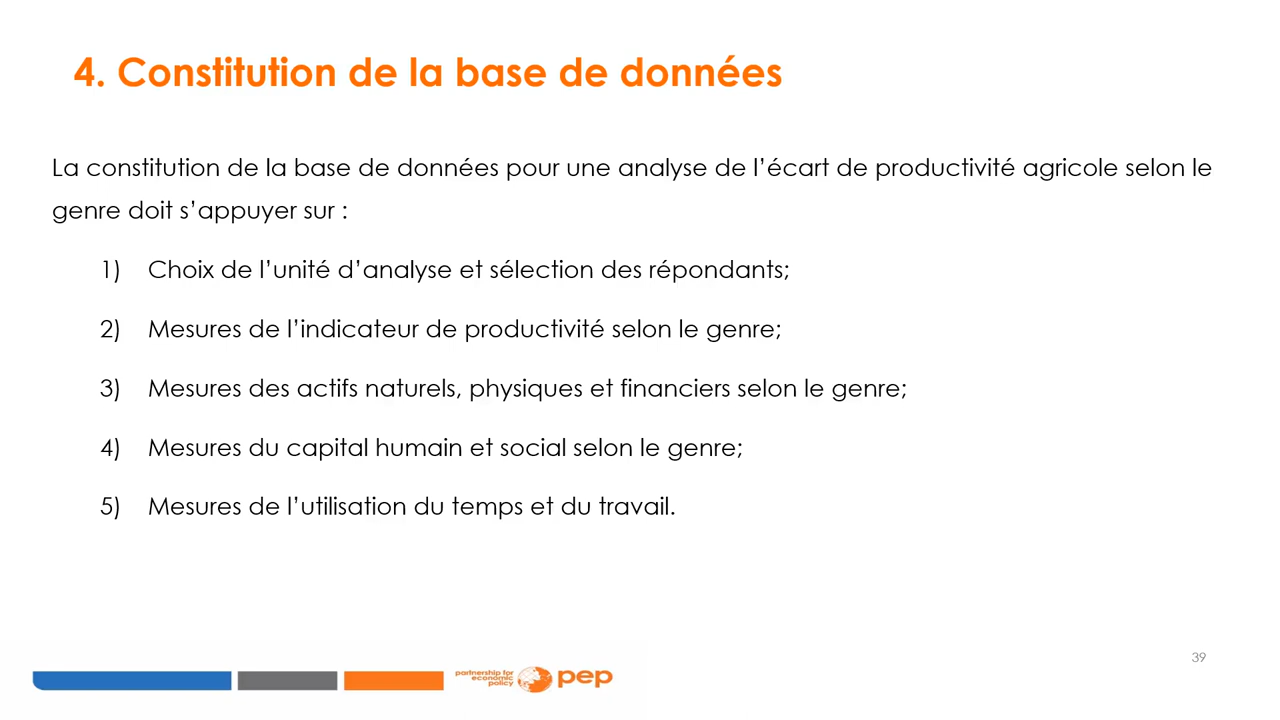 4. Constitution de la base de données
La constitution de la base de données pour une analyse de l’écart de productivité agricole selon le
genre doit s’appuyer sur :
1) Choix de l’unité d’analyse et sélection des répondants;
2) Mesures de l’indicateur de productivité selon le genre;
3) Mesures des actifs naturels, physiques et financiers selon le genre;
4) Mesures du capital humain et social selon le genre;
5) Mesures de l’utilisation du temps et du travail.
39
partnership for
economic
policy
pep